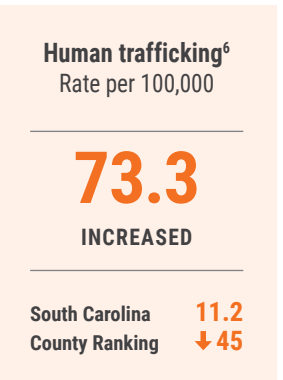 Human trafficking⁶
Rate per 100,000
73.3
INCREASED
South Carolina 11.2
County Ranking ↓45